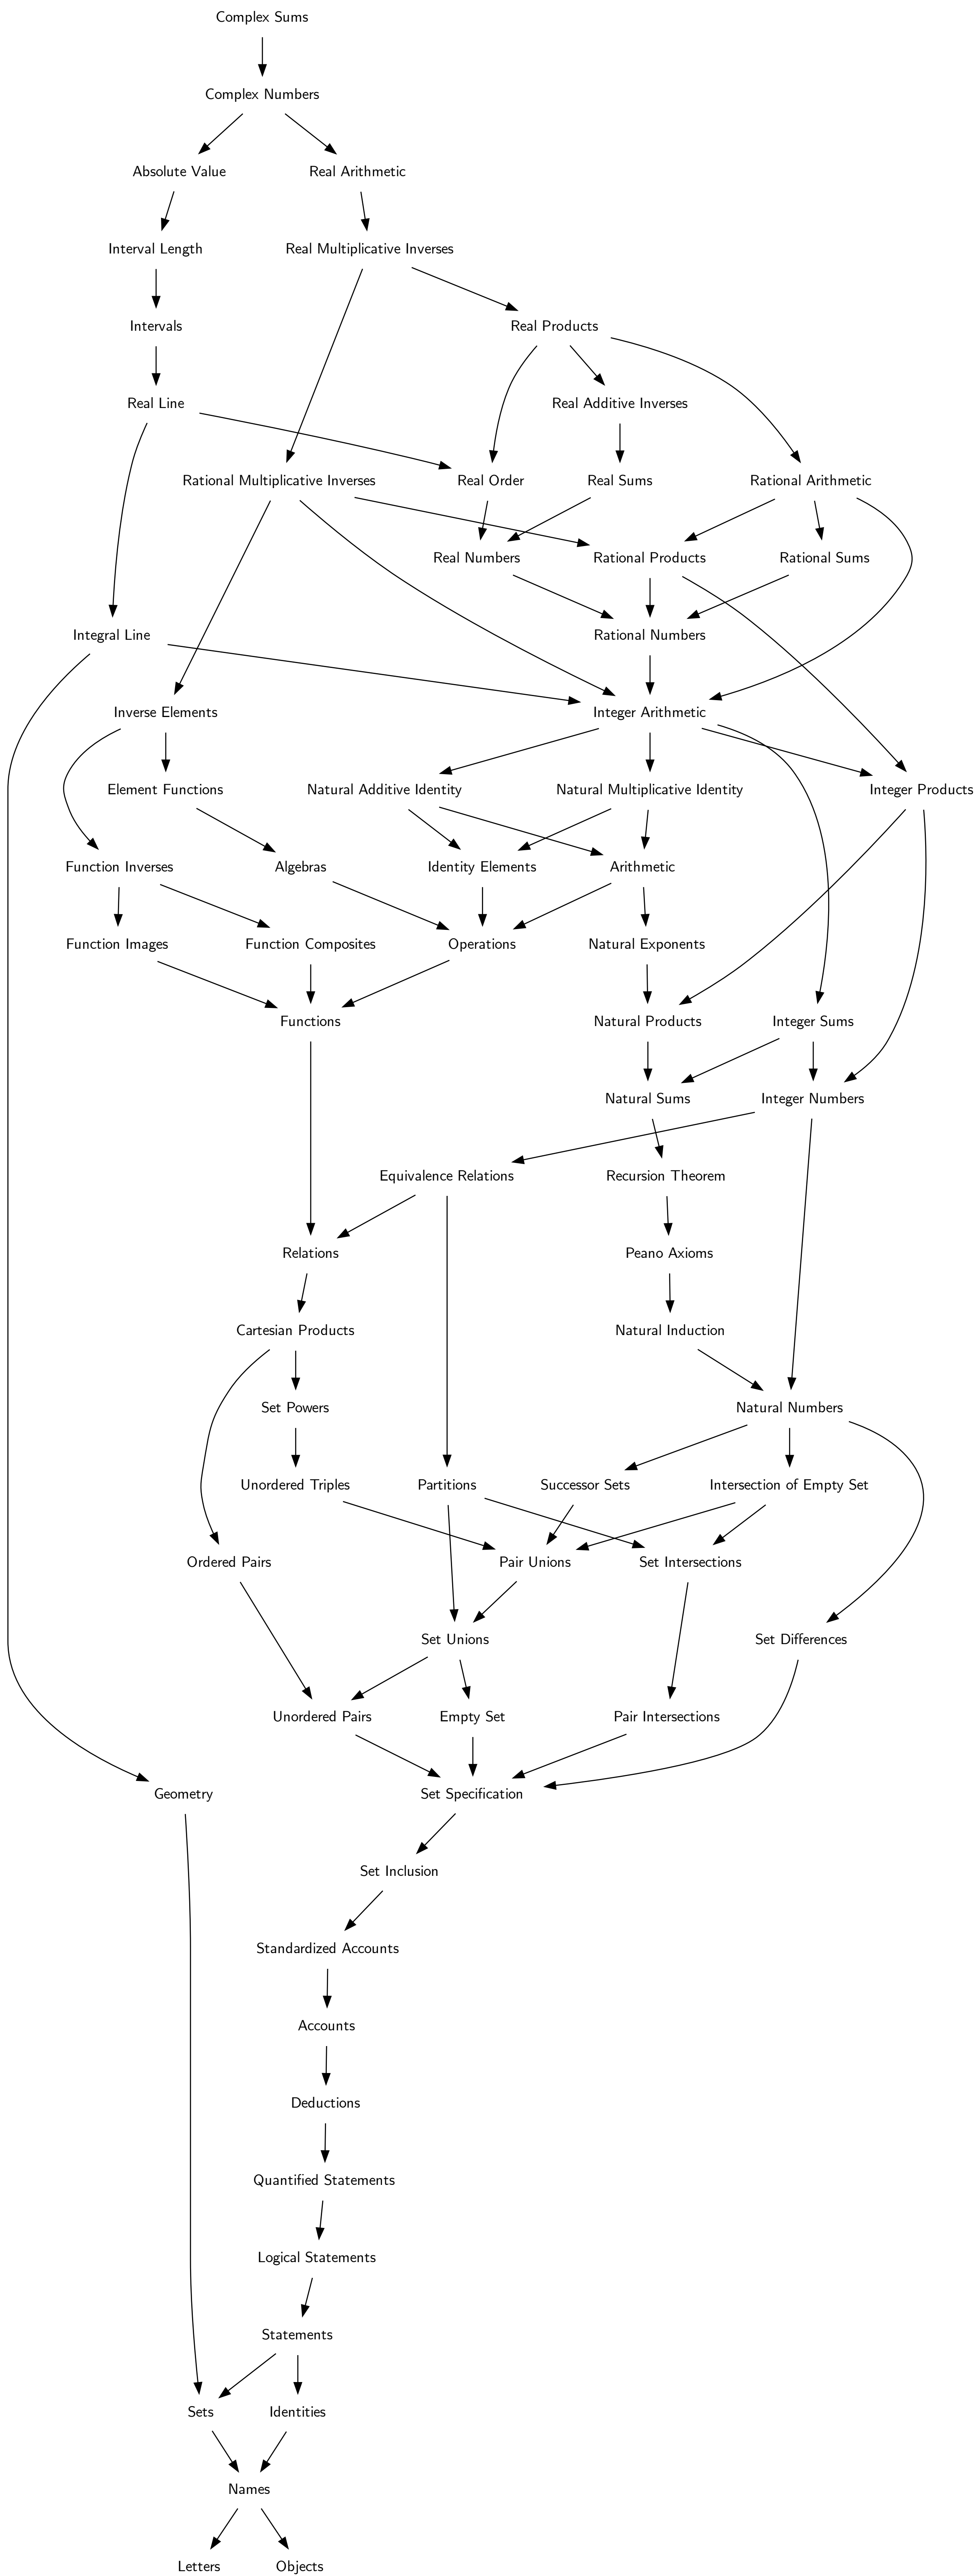 Complex Sums
Complex Numbers
Absolute Value
Real Arithmetic
Interval Length
Real Multiplicative Inverses
Intervals
Real Products
Real Line
Real Additive Inverses
Rational Multiplicative Inverses
Real Order
Real Sums
Rational Arithmetic
Real Numbers
Rational Products
Rational Sums
Integral Line
Rational Numbers
Inverse Elements
Integer Arithmetic
Element Functions
Natural Additive Identity
Natural Multiplicative Identity
Integer Products
Function Inverses
Algebras
Identity Elements
Arithmetic
Function Images
Function Composites
Operations
Natural Exponents
Functions
Natural Products
Integer Sums
Natural Sums
Integer Numbers
Equivalence Relations
Recursion Theorem
Relations
Peano Axioms
Cartesian Products
Natural Induction
Set Powers
Natural Numbers
Unordered Triples
Partitions
Successor Sets
Intersection of Empty Set
Ordered Pairs
Pair Unions
Set Intersections
Set Unions
Set Differences
Unordered Pairs
Empty Set
Pair Intersections
Geometry
Set Specification
Set Inclusion
Standardized Accounts
Accounts
Deductions
Quantified Statements
Logical Statements
Statements
Sets
Identities
Names
Letters
Objects